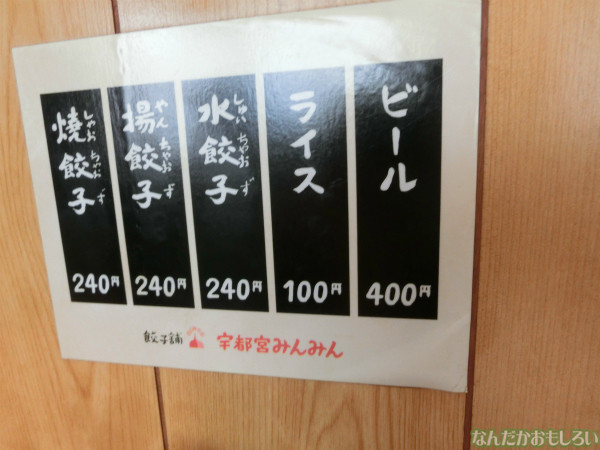 ビール
400円
ライス
100円
水餃子
しゅい ちゃお ず
240円
揚餃子
やん ちゃお ず
240円
焼餃子
しゃお ちゃお ず
240円
餃子舗 宇都宮みんみん
なんだかおもしろい